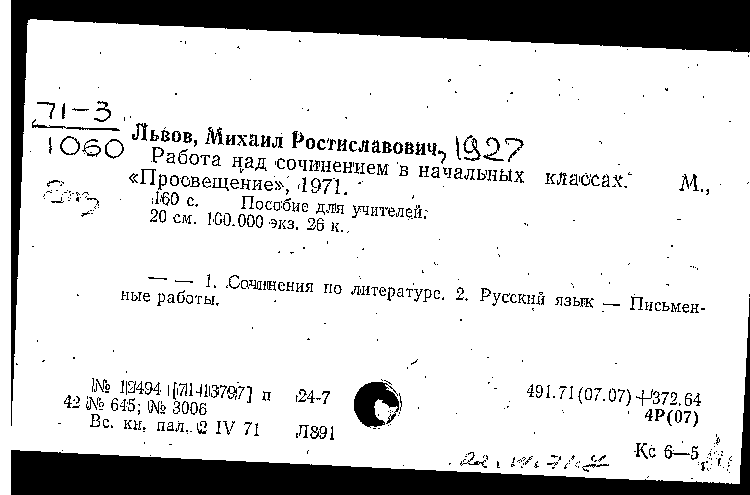 71-3
1060
Львов, Михаил Ростиславович, 1927
Работа над сочинением в начальных классах. М.,
«Просвещение», 1971.
160 с. Пособие для учителей.
20 см. 100.000 экз. 26 к.
— — 1. Сочинения по литературе. 2. Русский язык — Письмен-
ные работы.
№ 12494 [71-13797] п 24-7
491.71(07.07)+372.64
42 № 645; № 3006
4Р(07)
Вс. кн. пал. 2 IV 71 Л891
Кс 6—5